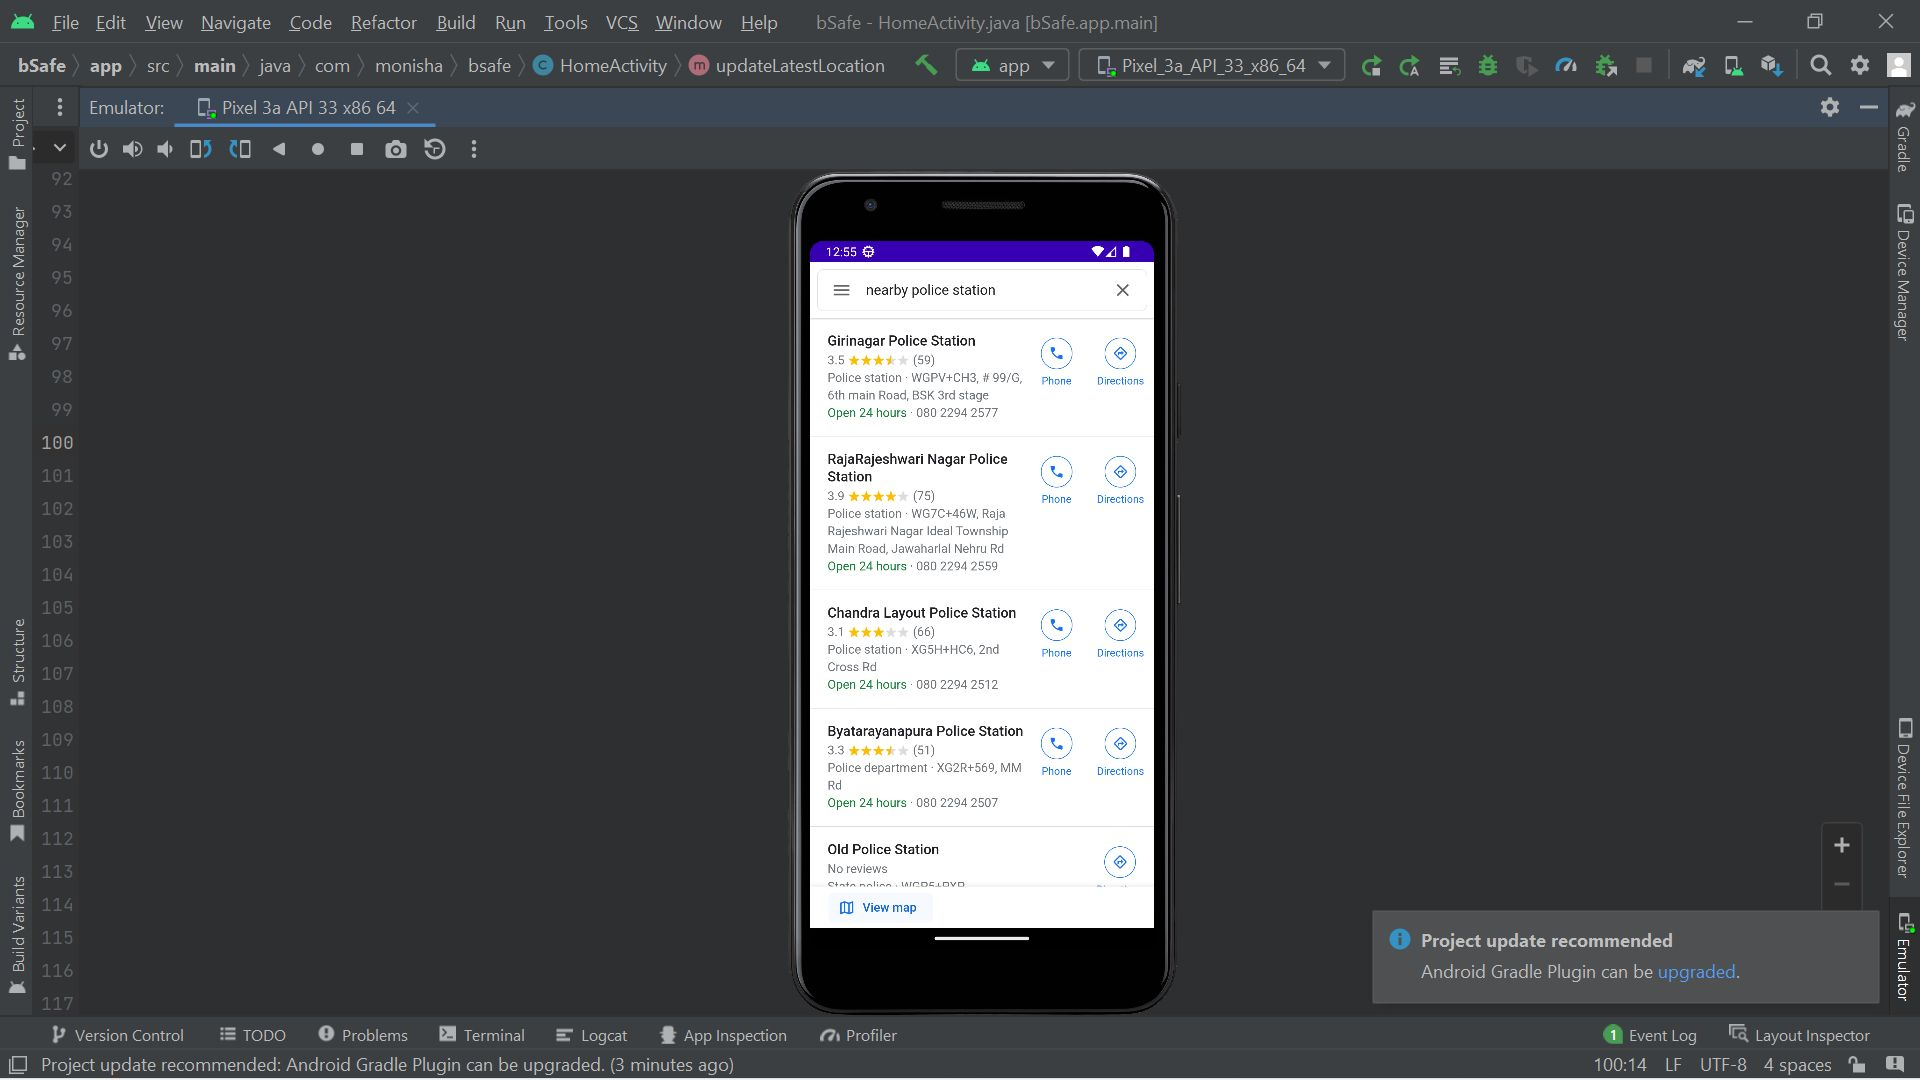 File Edit View Navigate Code Refactor Build Run Tools VCS Window Help bSafe - HomeActivity.java [bSafe.app.main]
bSafe app src main java com monisha bsafe C HomeActivity m updateLatestLocation app Pixel_3a_API_33_x86_64
Emulator: Pixel 3a API 33 x86 64
Project
Resource Manager
Structure
Bookmarks
Build Variants
92
93
94
95
96
97
98
99
100
101
102
103
104
105
106
107
108
109
110
111
112
113
114
115
116
117
12:55
nearby police station
Girinagar Police Station
3.5 (59)
Police station · WGPV+CH3, # 99/G,
6th main Road, BSK 3rd stage
Open 24 hours · 080 2294 2577
Phone Directions
RajaRajeshwari Nagar Police
Station
3.9 (75)
Police station · WG7C+46W, Raja
Rajeshwari Nagar Ideal Township
Main Road, Jawaharlal Nehru Rd
Open 24 hours · 080 2294 2559
Phone Directions
Chandra Layout Police Station
3.1 (66)
Police station · XG5H+HC6, 2nd
Cross Rd
Open 24 hours · 080 2294 2512
Phone Directions
Byatarayanapura Police Station
3.3 (51)
Police department · XG2R+569, MM
Rd
Open 24 hours · 080 2294 2507
Phone Directions
Old Police Station
No reviews
View map
Gradle
Device Manager
Device File Explorer
Emulator
Project update recommended
Android Gradle Plugin can be upgraded.
Version Control TODO Problems Terminal Logcat App Inspection Profiler 1 Event Log Layout Inspector
Project update recommended: Android Gradle Plugin can be upgraded. (3 minutes ago) 100:14 LF UTF-8 4 spaces